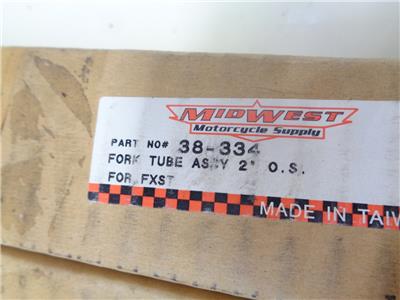 MIDWEST
Motorcycle Supply
PART NO# 38-334
FORK TUBE ASSY 2" O.S.
FOR FXST
MADE IN TAIW